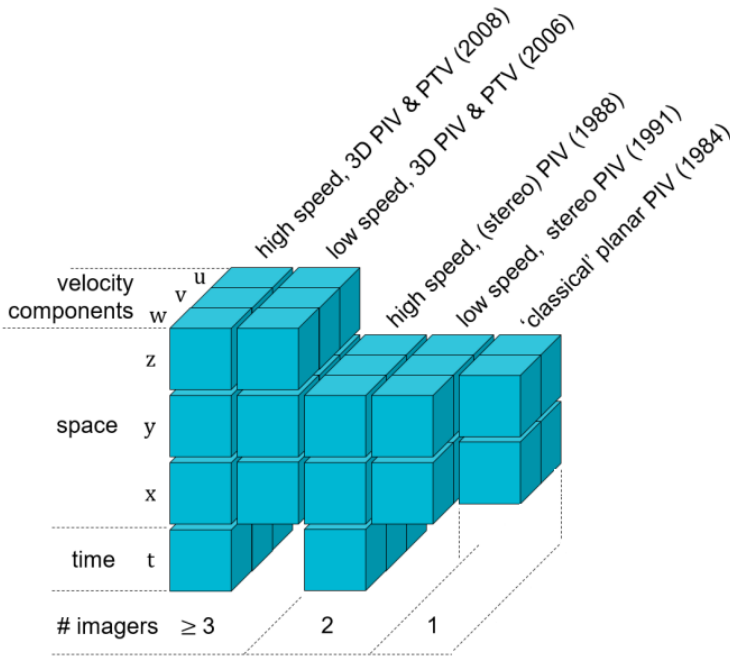 high speed, 3D PIV & PTV (2008)
low speed, 3D PIV & PTV (2006)
high speed, (stereo) PIV (1988)
low speed, stereo PIV (1991)
‘classical’ planar PIV (1984)
velocity
components
u
v
w
z
space
y
x
time
t
# imagers
≥ 3
2
1